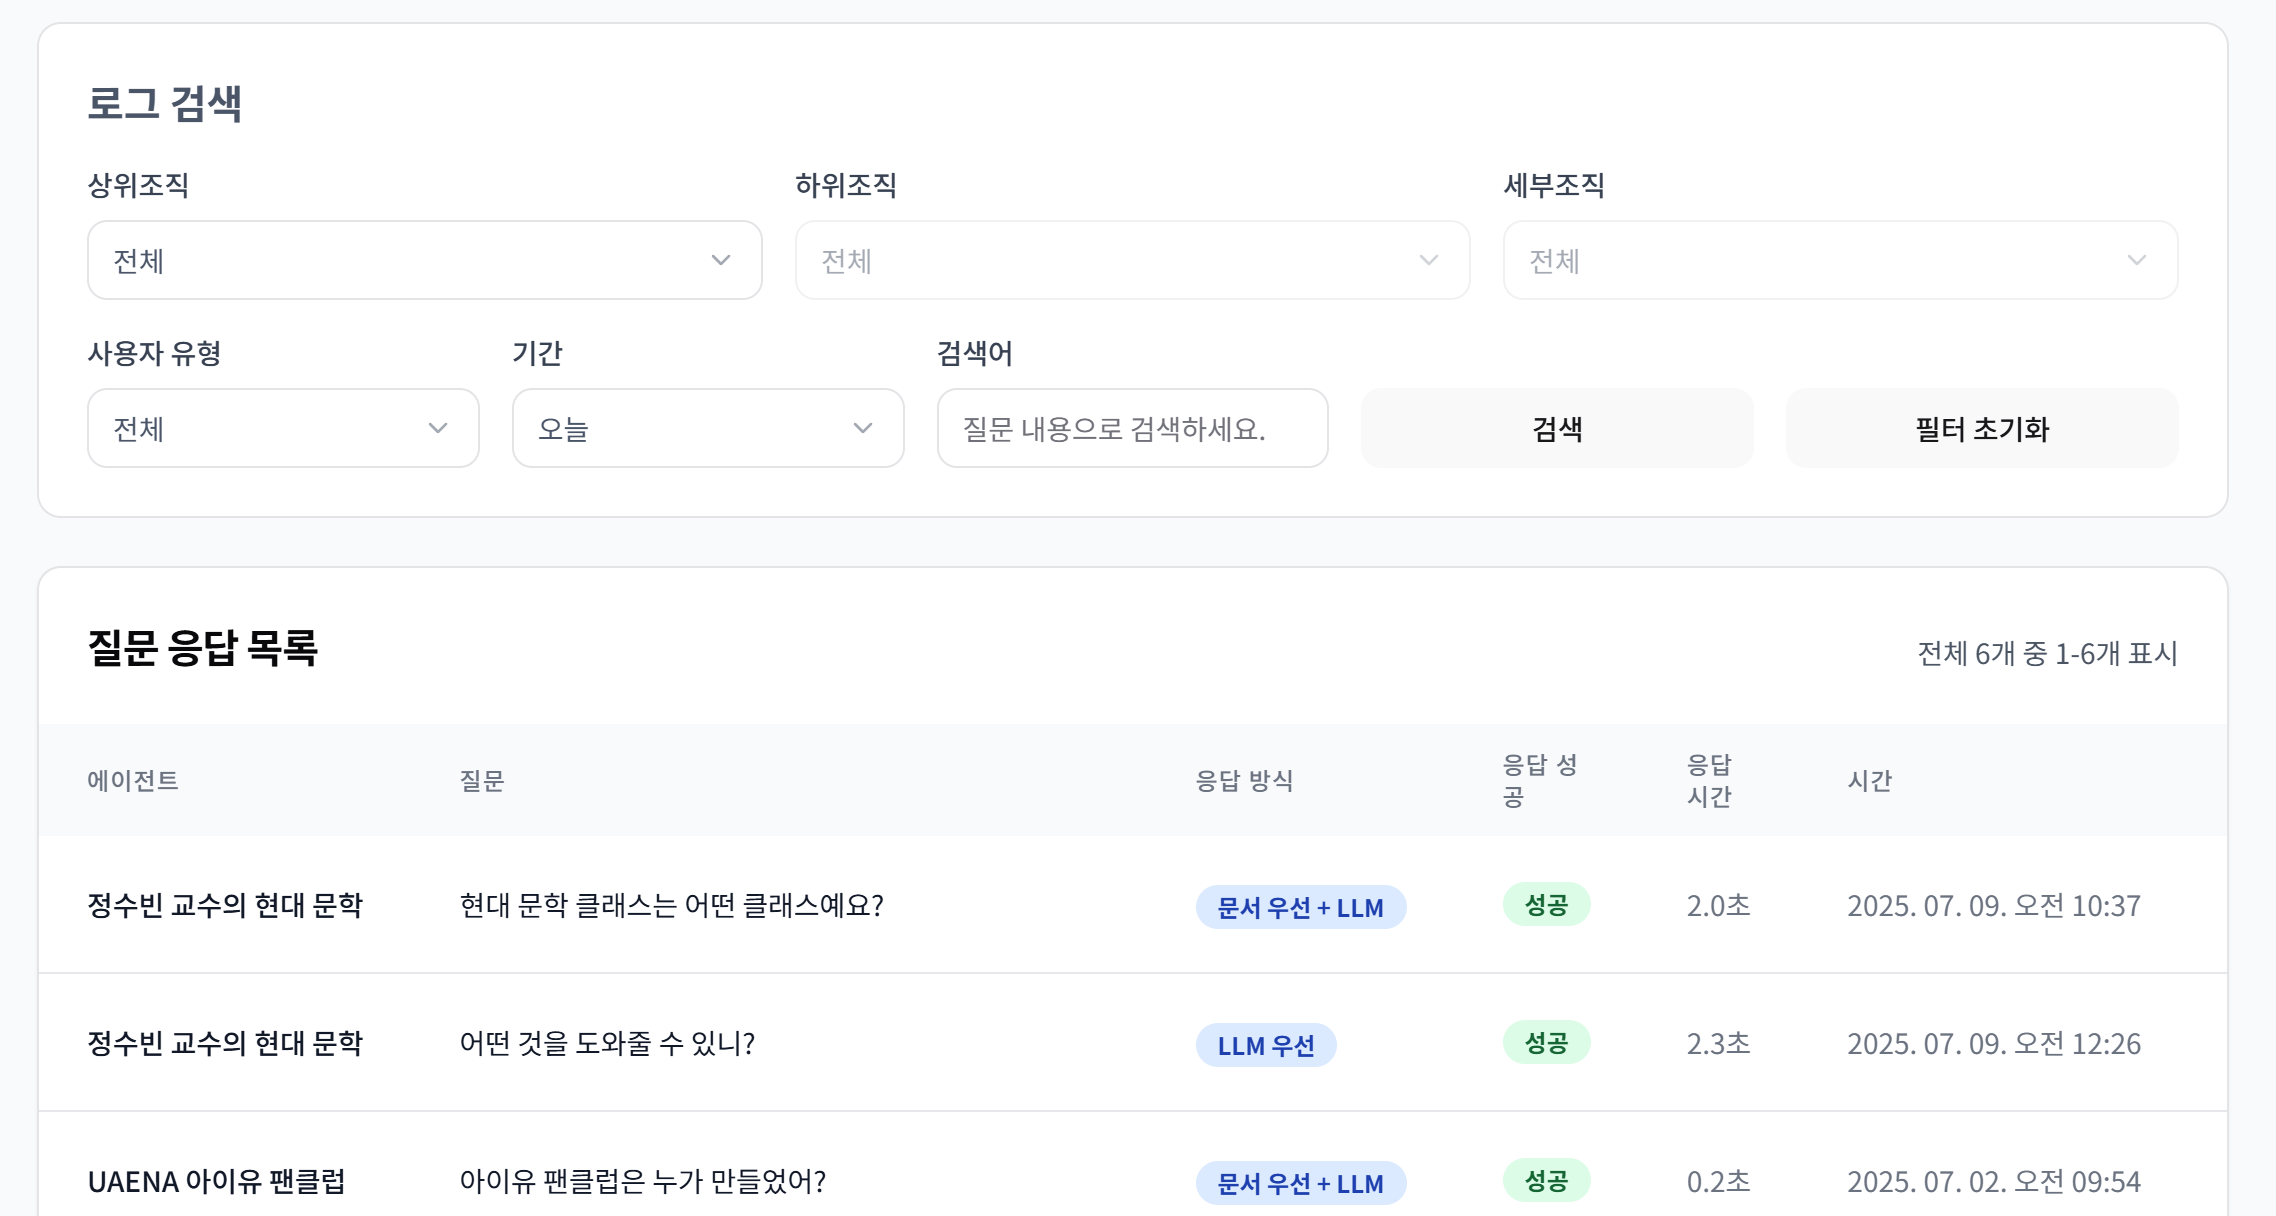 로그 검색
상위조직
하위조직
세부조직
전체
전체
전체
사용자 유형
기간
검색어
전체
오늘
질문 내용으로 검색하세요.
검색
필터 초기화
질문 응답 목록
전체 6개 중 1-6개 표시
에이전트
질문
응답 방식
응답 성
공
응답
시간
시간
정수빈 교수의 현대 문학
현대 문학 클래스는 어떤 클래스예요?
문서 우선 + LLM
성공
2.0초
2025. 07. 09. 오전 10:37
정수빈 교수의 현대 문학
어떤 것을 도와줄 수 있니?
LLM 우선
성공
2.3초
2025. 07. 09. 오전 12:26
UAENA 아이유 팬클럽
아이유 팬클럽은 누가 만들었어?
문서 우선 + LLM
성공
0.2초
2025. 07. 02. 오전 09:54